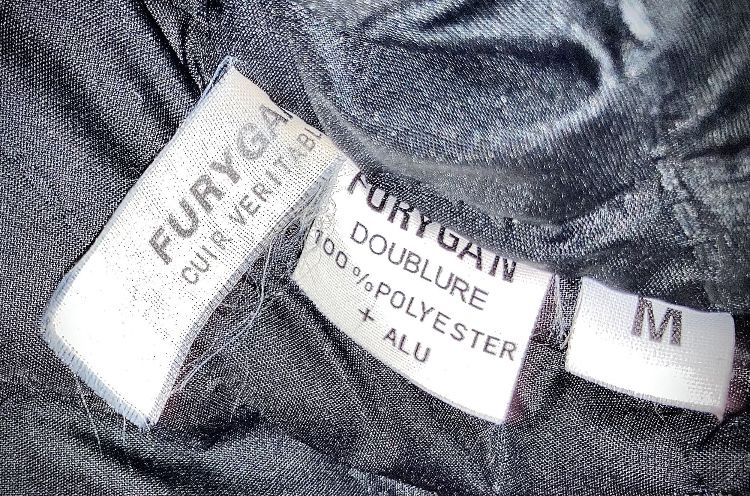 FURYGAN
CUIR VERITABL
FURYGAN
DOUBLURE
100 % POLYESTER
+ ALU
M